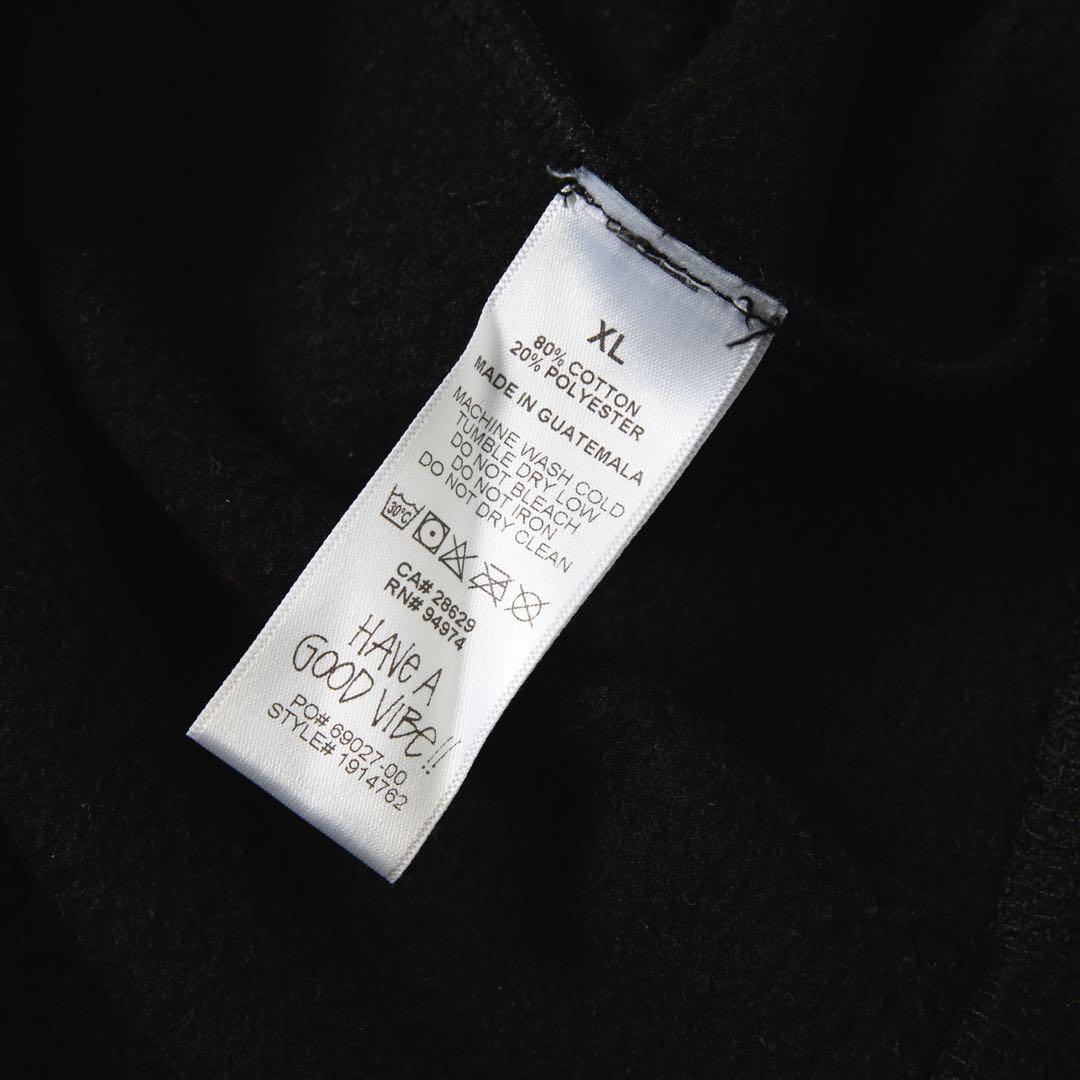 XL
80% COTTON
20% POLYESTER
MADE IN GUATEMALA
MACHINE WASH COLD
TUMBLE DRY LOW
DO NOT BLEACH
DO NOT IRON
DO NOT DRY CLEAN
30°C
CA# 28629
RN# 94974
HAVE A
GOOD VIBE!!
PO# 69027-00
STYLE# 1914762